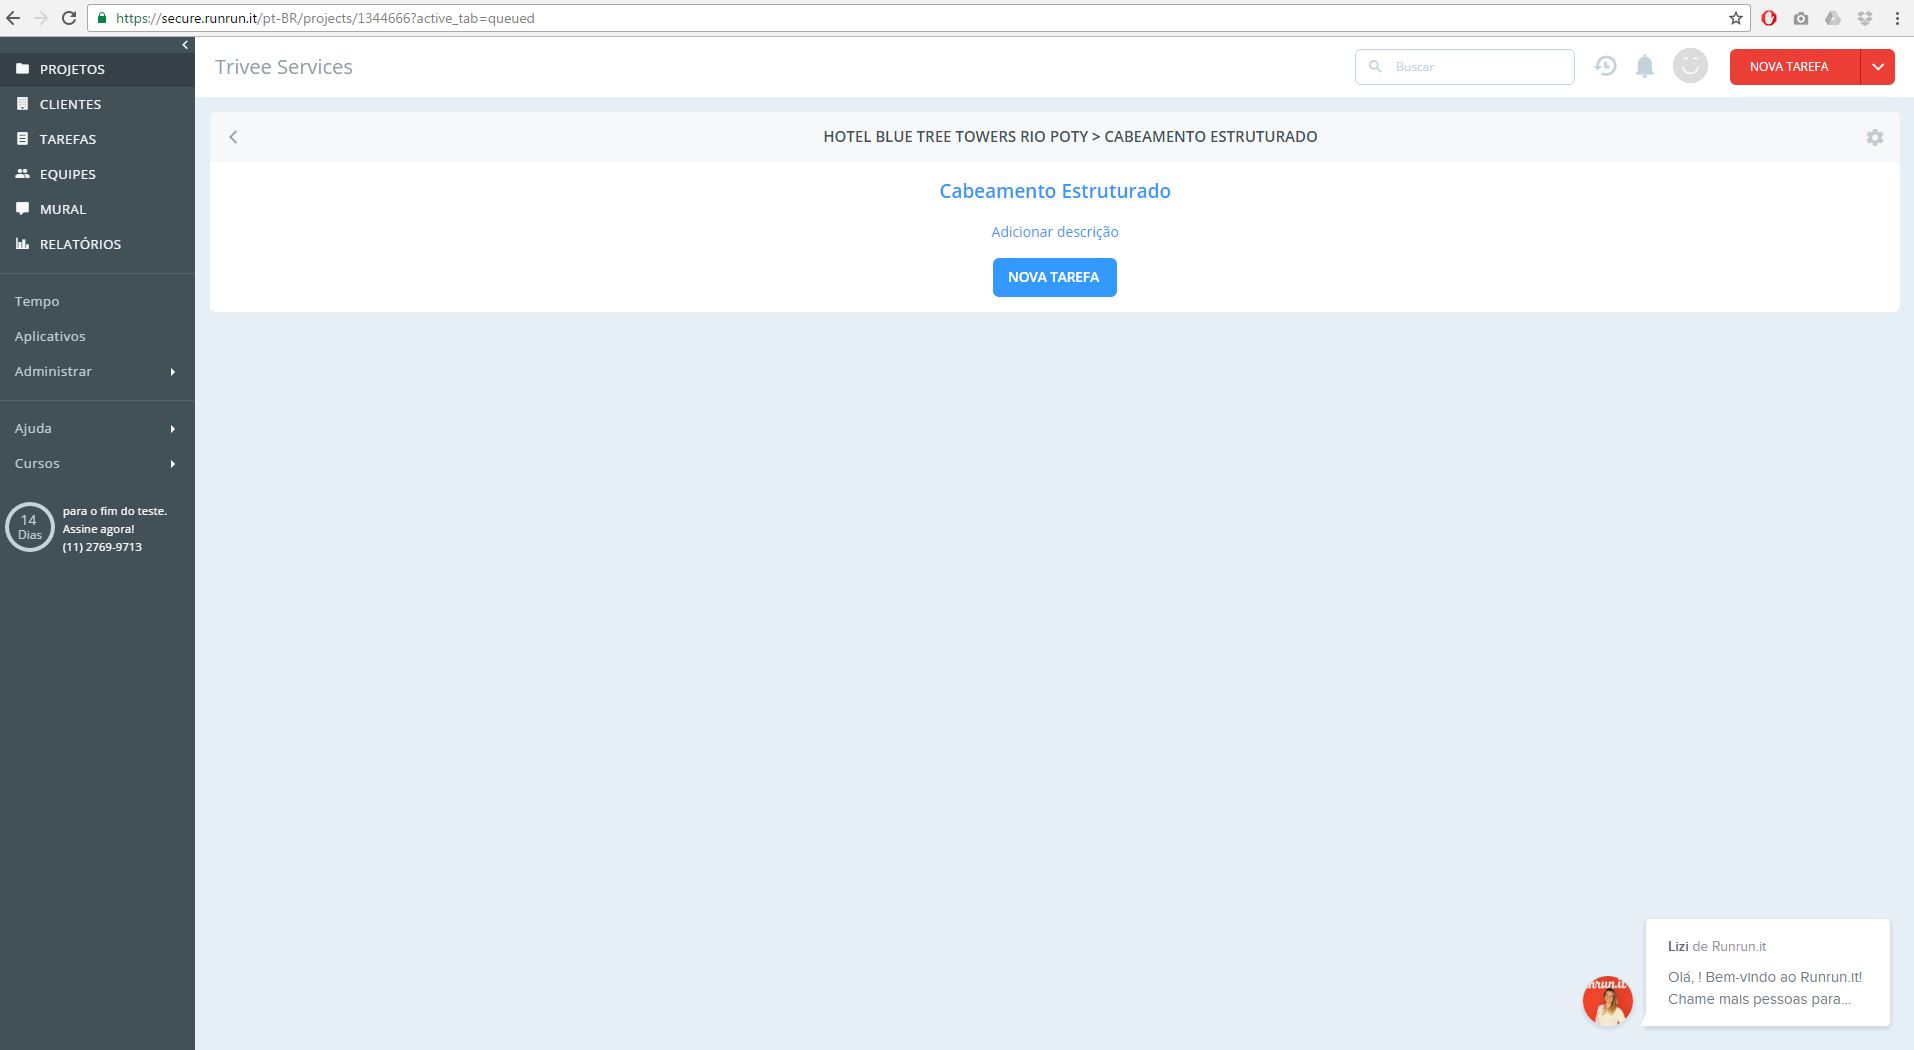 https://secure.runrun.it/pt-BR/projects/1344666?active_tab=queued
PROJETOS
CLIENTES
TAREFAS
EQUIPES
MURAL
RELATÓRIOS
Tempo
Aplicativos
Administrar
Ajuda
Cursos
14
Dias
para o fim do teste.
Assine agora!
(11) 2769-9713
Trivee Services
Buscar
NOVA TAREFA
HOTEL BLUE TREE TOWERS RIO POTY > CABEAMENTO ESTRUTURADO
Cabeamento Estruturado
Adicionar descrição
NOVA TAREFA
Lizi de Runrun.it
Olá, ! Bem-vindo ao Runrun.it!
Chame mais pessoas para...